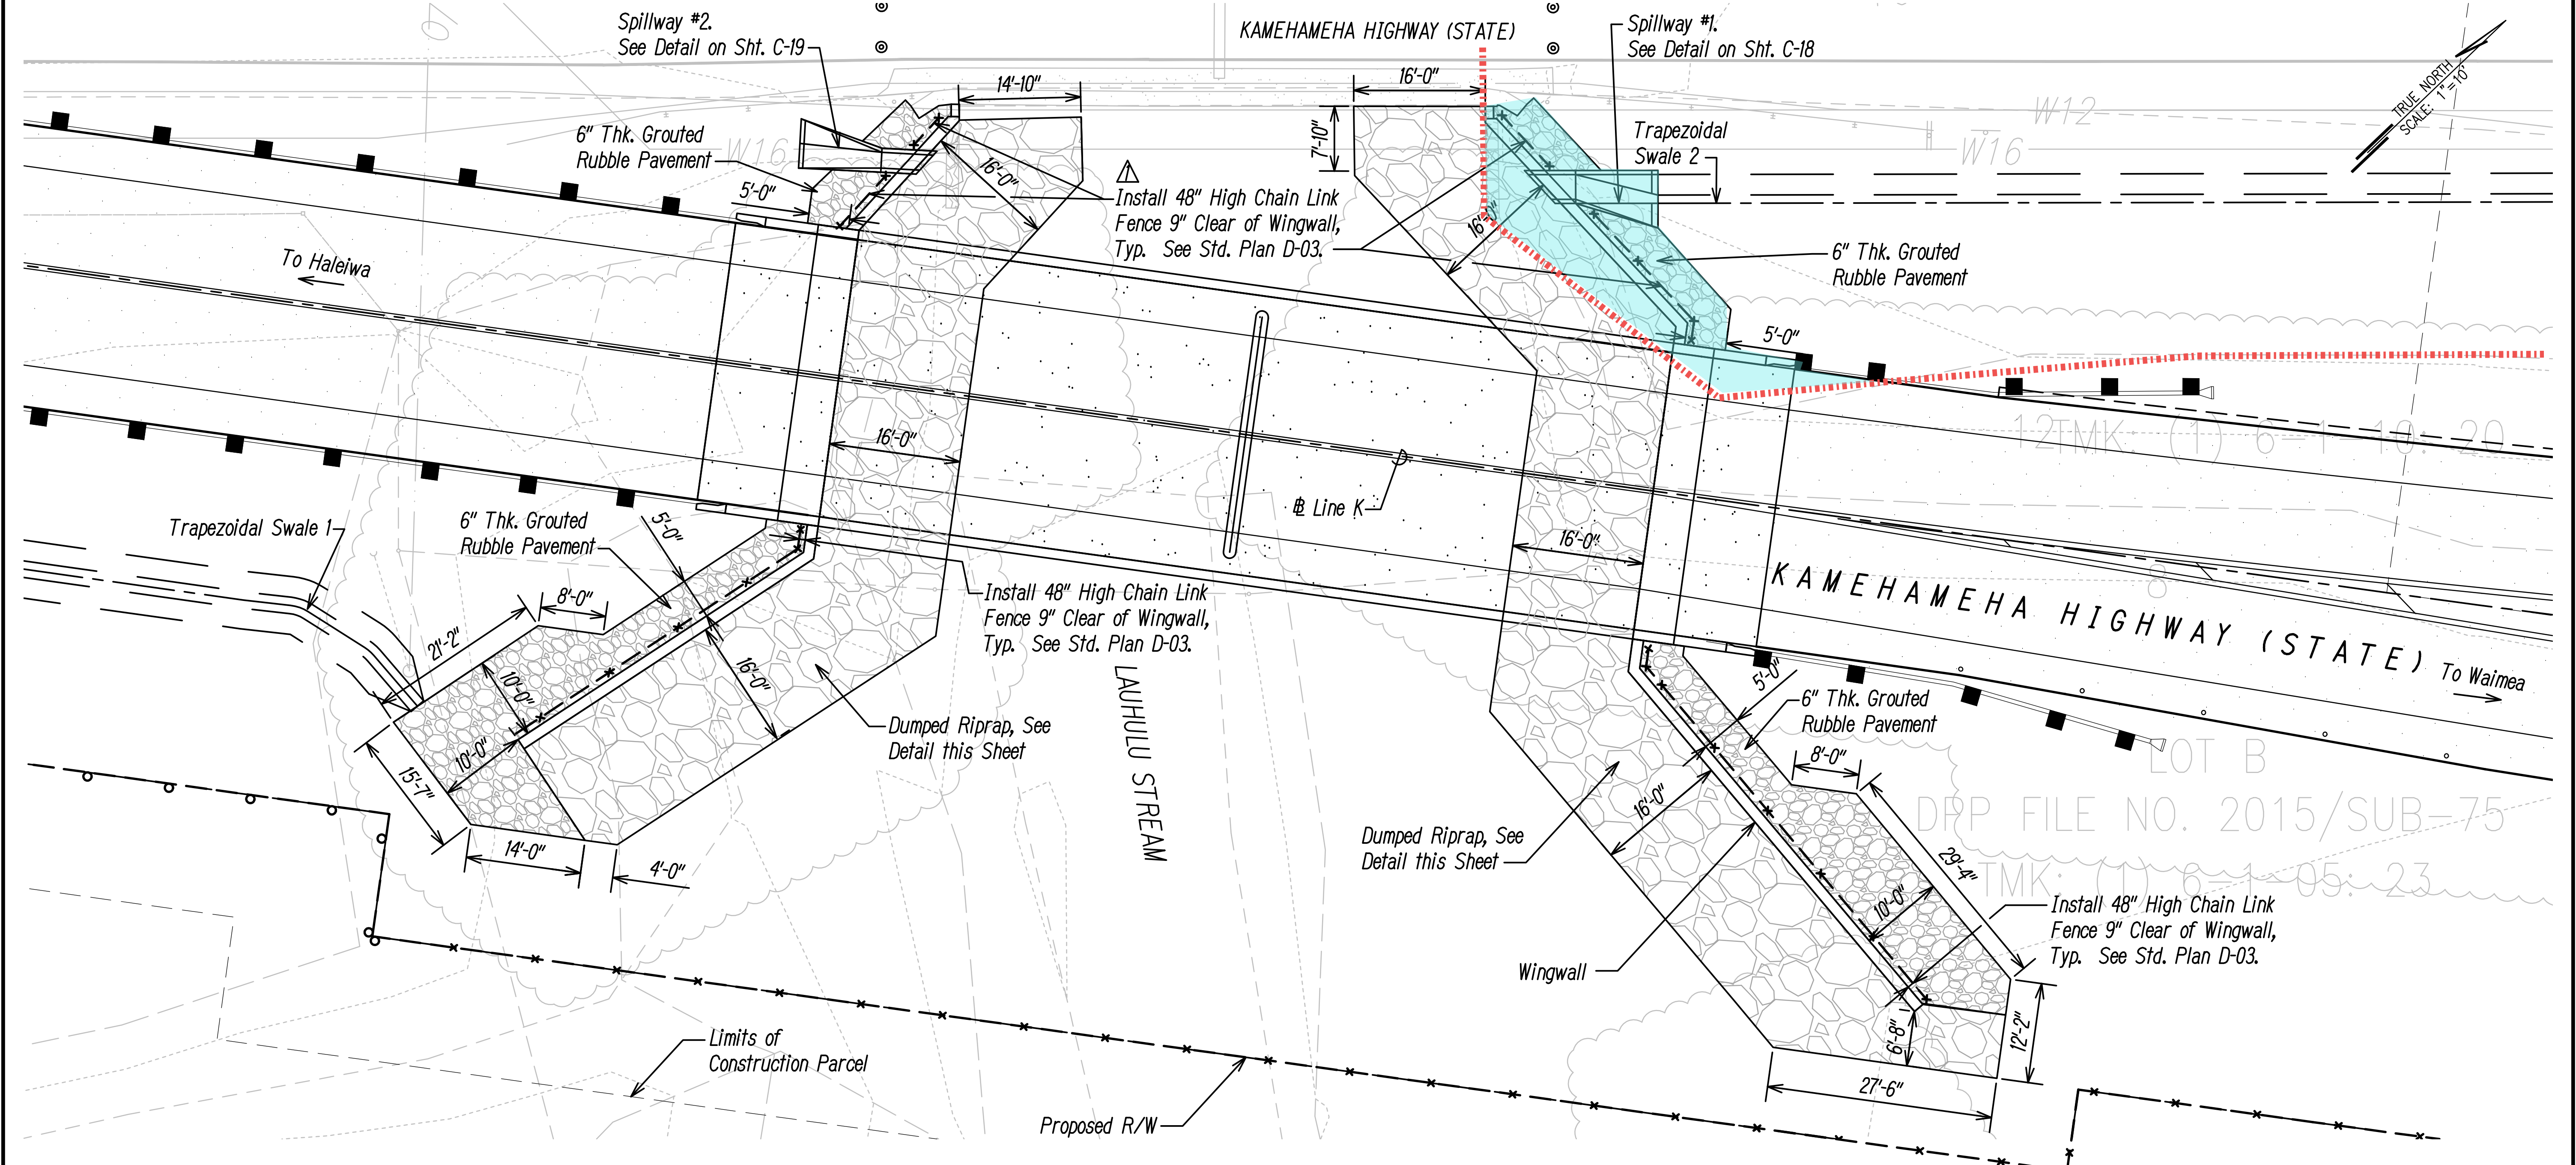 Spillway #2.
See Detail on Sht. C-19
KAMEHAMEHA HIGHWAY (STATE)
Spillway #1.
See Detail on Sht. C-18
TRUE NORTH
SCALE: 1"=10'
14'-10"
16'-0"
W12
W16
6" Thk. Grouted
Rubble Pavement
W16
7'-10"
Trapezoidal
Swale 2
16'-0"
5'-0"
1
Install 48" High Chain Link
Fence 9" Clear of Wingwall,
Typ. See Std. Plan D-03.
16'-0"
6" Thk. Grouted
Rubble Pavement
To Haleiwa
5'-0"
12TMK: (1) 6-1-10: 20
16'-0"
℄ Line K
Trapezoidal Swale 1
6" Thk. Grouted
Rubble Pavement
5'-0"
16'-0"
KAMEHAMEHA HIGHWAY (STATE)
To Waimea
8'-0"
21'-2"
Install 48" High Chain Link
Fence 9" Clear of Wingwall,
Typ. See Std. Plan D-03.
10'-0"
16'-0"
LAUHULU STREAM
5'-0"
6" Thk. Grouted
Rubble Pavement
Dumped Riprap, See
Detail this Sheet
10'-0"
15'-7"
8'-0"
LOT B
DPP FILE NO. 2015/SUB-75
TMK: (1) 6-1-05: 23
16'-0"
Dumped Riprap, See
Detail this Sheet
14'-0"
4'-0"
29'-4"
10'-0"
Install 48" High Chain Link
Fence 9" Clear of Wingwall,
Typ. See Std. Plan D-03.
Wingwall
6'-8"
12'-2"
27'-6"
Limits of
Construction Parcel
Proposed R/W